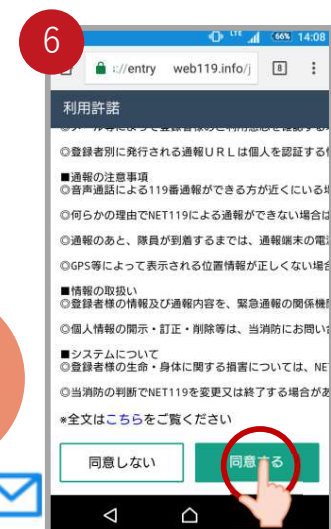 6
LTE 66% 14:08
://entry web119.info/j 8
利用許諾
◎登録者別に発行される通報URLは個人を認証する
■通報の注意事項
◎音声通話による119番通報ができる方が近くにいる
◎何らかの理由でNET119による通報ができない場合は
◎通報のあと、隊員が到着するまでは、通報端末の電
◎GPS等によって表示される位置情報が正しくない場合
■情報の取扱い
◎登録者様の情報及び通報内容を、緊急通報の関係機
◎個人情報の開示・訂正・削除等は、当消防にお問い
■システムについて
◎登録者様の生命・身体に関する損害については、NE
◎当消防の判断でNET119を変更又は終了する場合があ
*全文はこちらをご覧ください
同意しない 同意する